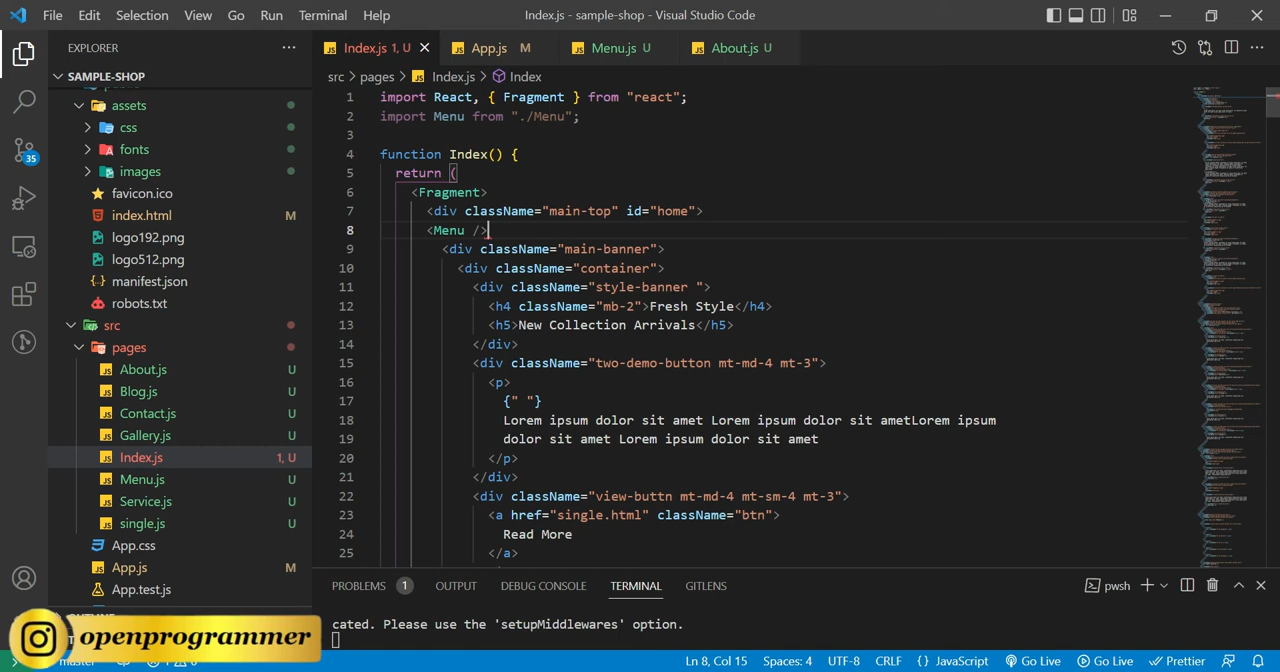 File Edit Selection View Go Run Terminal Help Index.js - sample-shop - Visual Studio Code
EXPLORER
SAMPLE-SHOP
assets
css
fonts
images
favicon.ico
index.html M
logo192.png
logo512.png
manifest.json
robots.txt
src
pages
About.js U
Blog.js U
Contact.js U
Gallery.js U
Index.js 1, U
Menu.js U
Service.js U
single.js U
App.css
App.js M
App.test.js
35
openprogrammer
Index.js 1, U App.js M Menu.js U About.js U
src > pages > Index.js > Index
1 import React, { Fragment } from "react";
2 import Menu from "./Menu";
3
4 function Index() {
5 return (
6 <Fragment>
7 <div className="main-top" id="home">
8 <Menu />
9 <div className="main-banner">
10 <div className="container">
11 <div className="style-banner ">
12 <h4 className="mb-2">Fresh Style</h4>
13 <h5>New Collection Arrivals</h5>
14 </div>
15 <div className="two-demo-button mt-md-4 mt-3">
16 <p>
17 {" "}
18 Lorem ipsum dolor sit amet Lorem ipsum dolor sit ametLorem ipsum
19 dolor sit amet Lorem ipsum dolor sit amet
20 </p>
21 </div>
22 <div className="view-buttn mt-md-4 mt-sm-4 mt-3">
23 <a href="single.html" className="btn">
24 Read More
25 </a>
PROBLEMS 1 OUTPUT DEBUG CONSOLE TERMINAL GITLENS pwsh
cated. Please use the 'setupMiddlewares' option.
Ln 8, Col 15 Spaces: 4 UTF-8 CRLF {} JavaScript Go Live Go Live Prettier